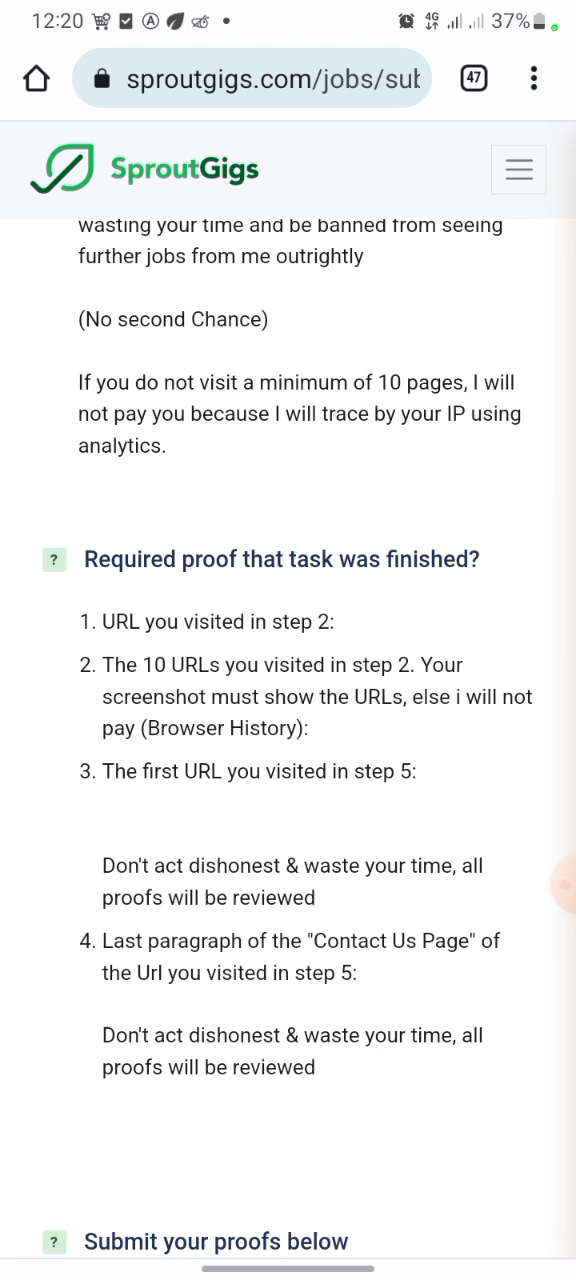 12:20
4G
37%
sproutgigs.com/jobs/sub
47
SproutGigs
wasting your time and be banned from seeing
further jobs from me outrightly
(No second Chance)
If you do not visit a minimum of 10 pages, I will
not pay you because I will trace by your IP using
analytics.
? Required proof that task was finished?
1. URL you visited in step 2:
2. The 10 URLs you visited in step 2. Your
screenshot must show the URLs, else i will not
pay (Browser History):
3. The first URL you visited in step 5:
Don't act dishonest & waste your time, all
proofs will be reviewed
4. Last paragraph of the "Contact Us Page" of
the Url you visited in step 5:
Don't act dishonest & waste your time, all
proofs will be reviewed
? Submit your proofs below